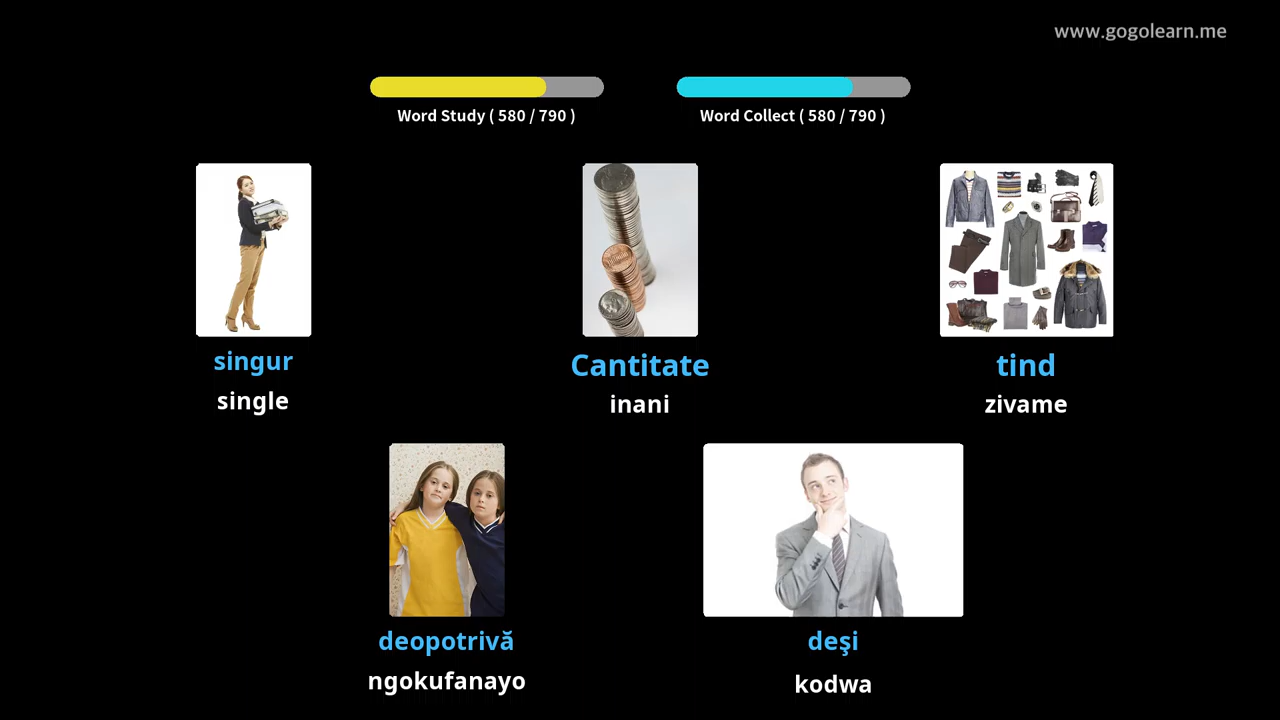 www.gogolearn.me
Word Study ( 580 / 790 )
Word Collect ( 580 / 790 )
singur
single
Cantitate
inani
tind
zivame
deopotrivă
ngokufanayo
deşi
kodwa